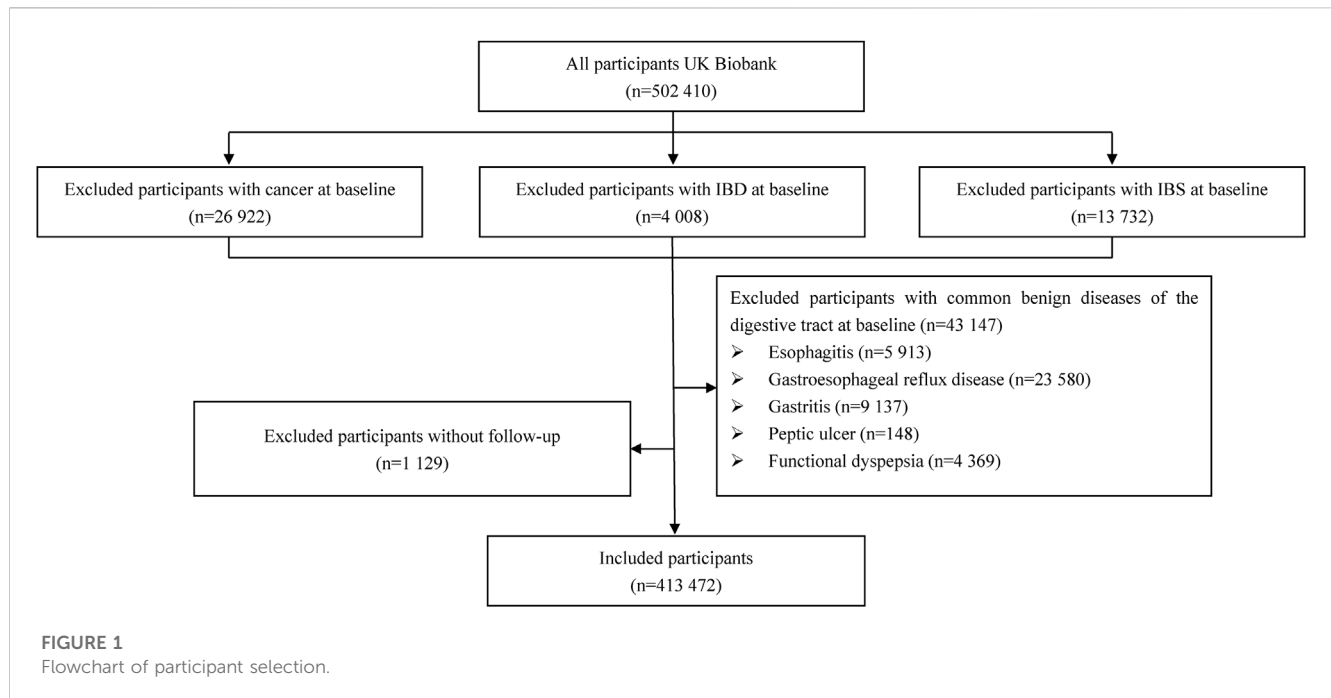 All participants UK Biobank
(n=502 410)
Excluded participants with cancer at baseline
(n=26 922)
Excluded participants with IBD at baseline
(n=4 008)
Excluded participants with IBS at baseline
(n=13 732)
Excluded participants with common benign diseases of the
digestive tract at baseline (n=43 147)
➢ Esophagitis (n=5 913)
➢ Gastroesophageal reflux disease (n=23 580)
➢ Gastritis (n=9 137)
➢ Peptic ulcer (n=148)
➢ Functional dyspepsia (n=4 369)
Excluded participants without follow-up
(n=1 129)
Included participants
(n=413 472)
FIGURE 1
Flowchart of participant selection.